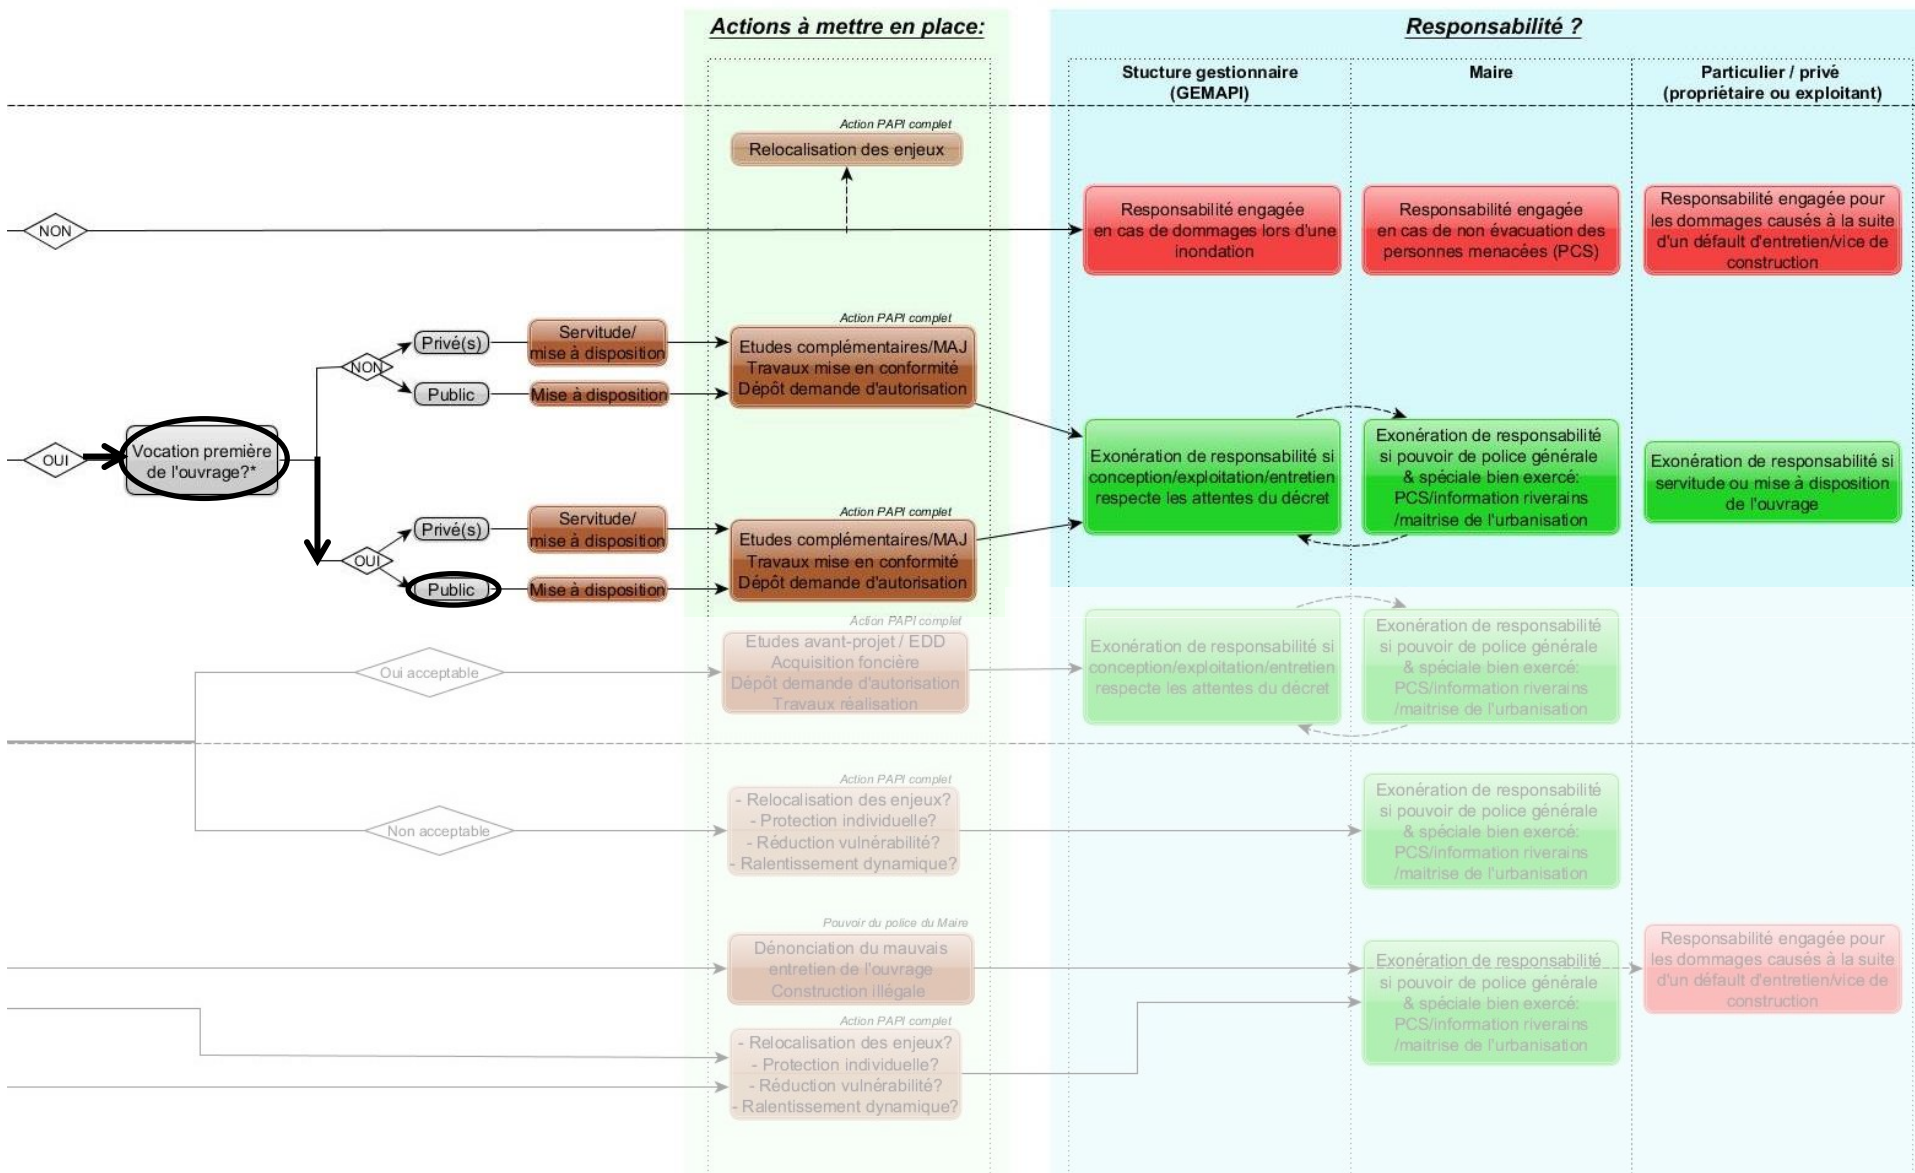 Actions à mettre en place:
Responsabilité ?
Stucture gestionnaire
(GEMAPI)
Maire
Particulier / privé
(propriétaire ou exploitant)
Action PAPI complet
Relocalisation des enjeux
NON
Responsabilité engagée
en cas de dommages lors d'une
inondation
Responsabilité engagée
en cas de non évacuation des
personnes menacées (PCS)
Responsabilité engagée pour
les dommages causés à la suite
d'un défault d'entretien/vice de
construction
NON
Privé(s)
Servitude/
mise à disposition
Public
Mise à disposition
Action PAPI complet
Etudes complémentaires/MAJ
Travaux mise en conformité
Dépôt demande d'autorisation
OUI
Vocation première
de l'ouvrage?*
Exonération de responsabilité si
conception/exploitation/entretien
respecte les attentes du décret
Exonération de responsabilité
si pouvoir de police générale
& spéciale bien exercé:
PCS/information riverains
/maitrise de l'urbanisation
Exonération de responsabilité si
servitude ou mise à disposition
de l'ouvrage
OUI
Privé(s)
Servitude/
mise à disposition
Public
Mise à disposition
Action PAPI complet
Etudes complémentaires/MAJ
Travaux mise en conformité
Dépôt demande d'autorisation
Oui acceptable
Action PAPI complet
Etudes avant-projet / EDD
Acquisition foncière
Dépôt demande d'autorisation
Travaux réalisation
Exonération de responsabilité si
conception/exploitation/entretien
respecte les attentes du décret
Exonération de responsabilité
si pouvoir de police générale
& spéciale bien exercé:
PCS/information riverains
/maitrise de l'urbanisation
Non acceptable
Action PAPI complet
- Relocalisation des enjeux?
- Protection individuelle?
- Réduction vulnérabilité?
- Ralentissement dynamique?
Exonération de responsabilité
si pouvoir de police générale
& spéciale bien exercé:
PCS/information riverains
/maitrise de l'urbanisation
Pouvoir du police du Maire
Dénonciation du mauvais
entretien de l'ouvrage
Construction illégale
Exonération de responsabilité
si pouvoir de police générale
& spéciale bien exercé:
PCS/information riverains
/maitrise de l'urbanisation
Responsabilité engagée pour
les dommages causés à la suite
d'un défault d'entretien/vice de
construction
Action PAPI complet
- Relocalisation des enjeux?
- Protection individuelle?
- Réduction vulnérabilité?
- Ralentissement dynamique?